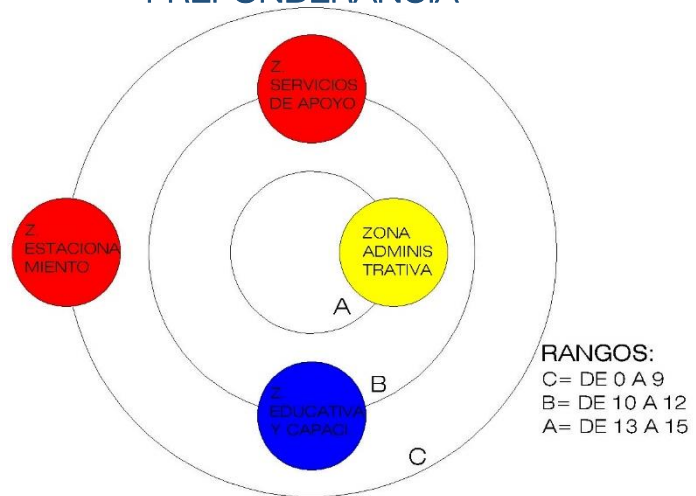 PREPONDERANCIA
Z.
SERVICIOS
DE APOYO
Z.
ESTACIONA
MIENTO
ZONA
ADMINIS
TRATIVA
A
B
Z.
EDUCATIVA
Y CAPACI..
C
RANGOS:
C= DE 0 A 9
B= DE 10 A 12
A= DE 13 A 15